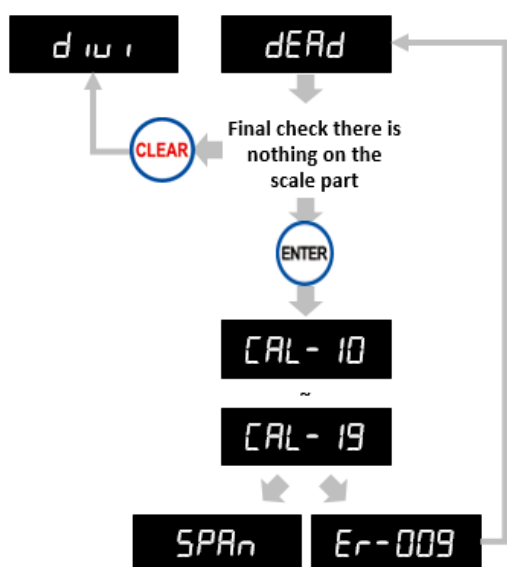 divi
dEAd
Final check there is
nothing on the
scale part
CLEAR
ENTER
CAL- 10
~
CAL- 19
SPAn
Er-009